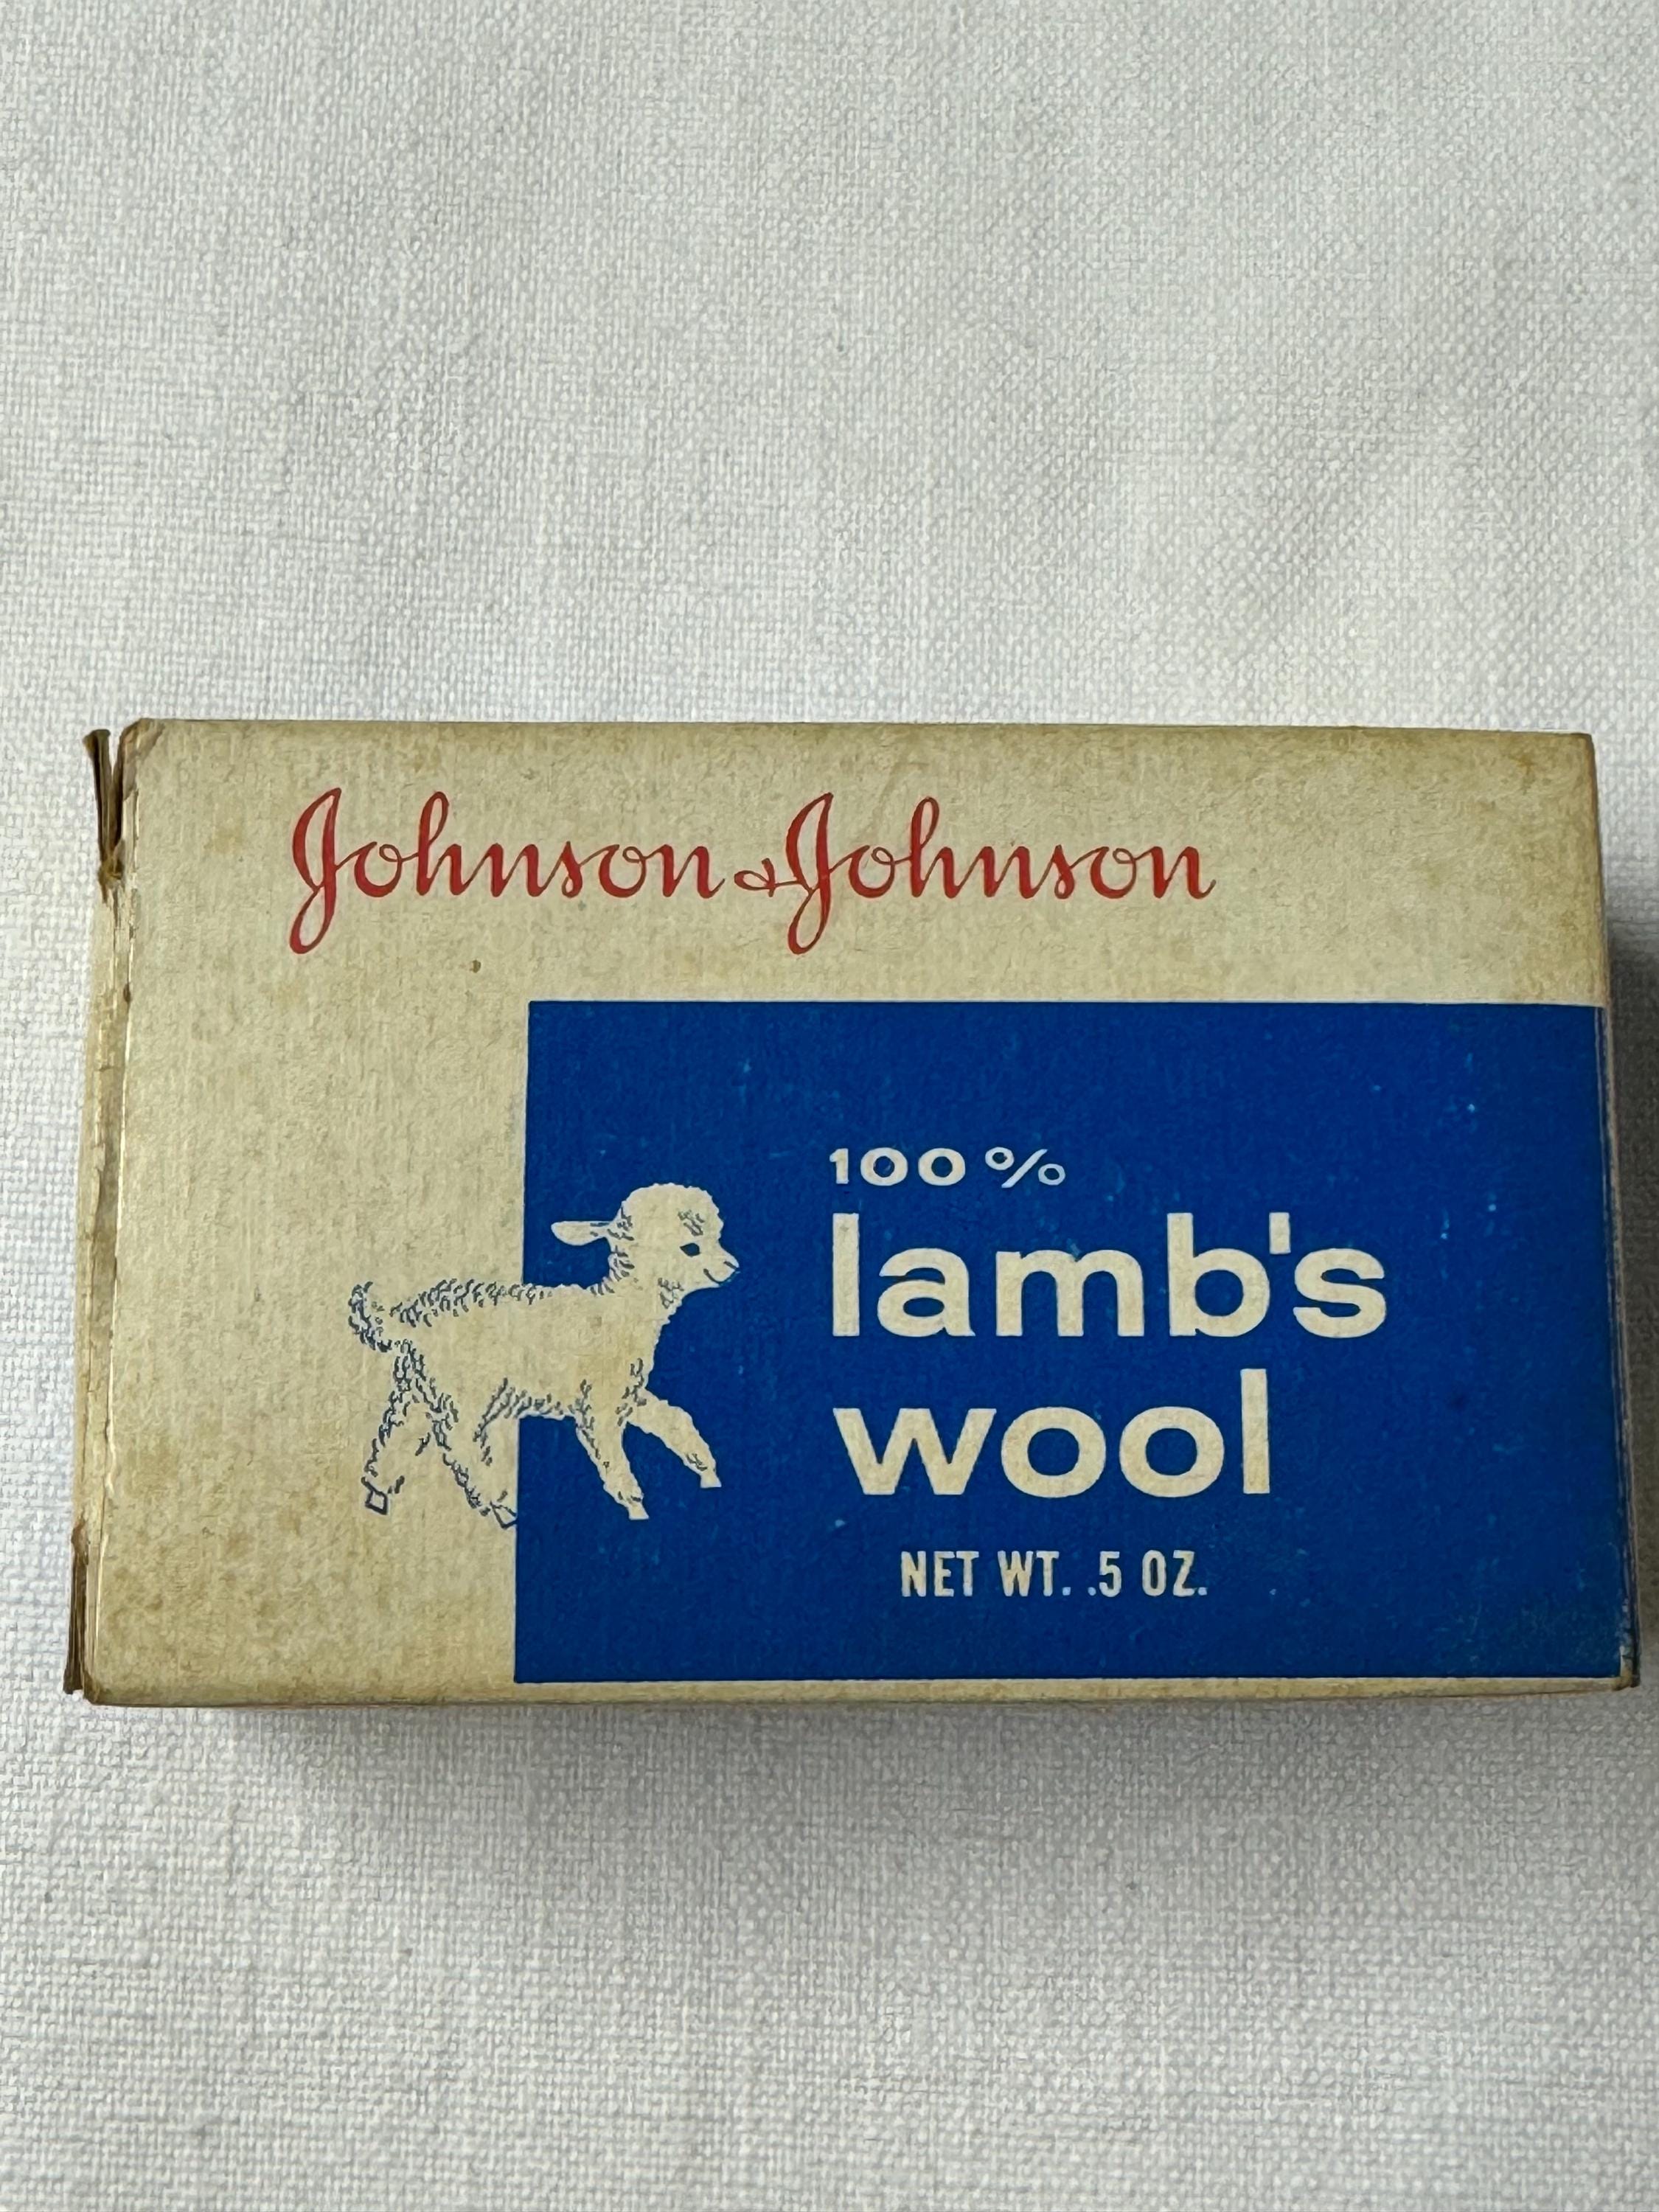 Johnson & Johnson
100%
lamb's
wool
NET WT. .5 OZ.